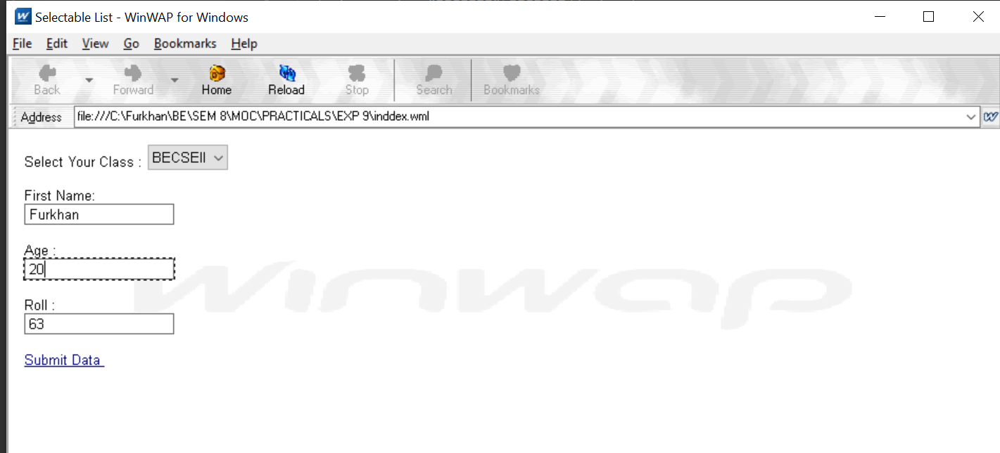 Selectable List - WinWAP for Windows
File Edit View Go Bookmarks Help
Back Forward Home Reload Stop Search Bookmarks
Address file:///C:\Furkhan\BE\SEM 8\MOC\PRACTICALS\EXP 9\inddex.wml
Select Your Class : BECSEII
First Name:
Furkhan
Age :
20
winwap
Roll :
63
Submit Data